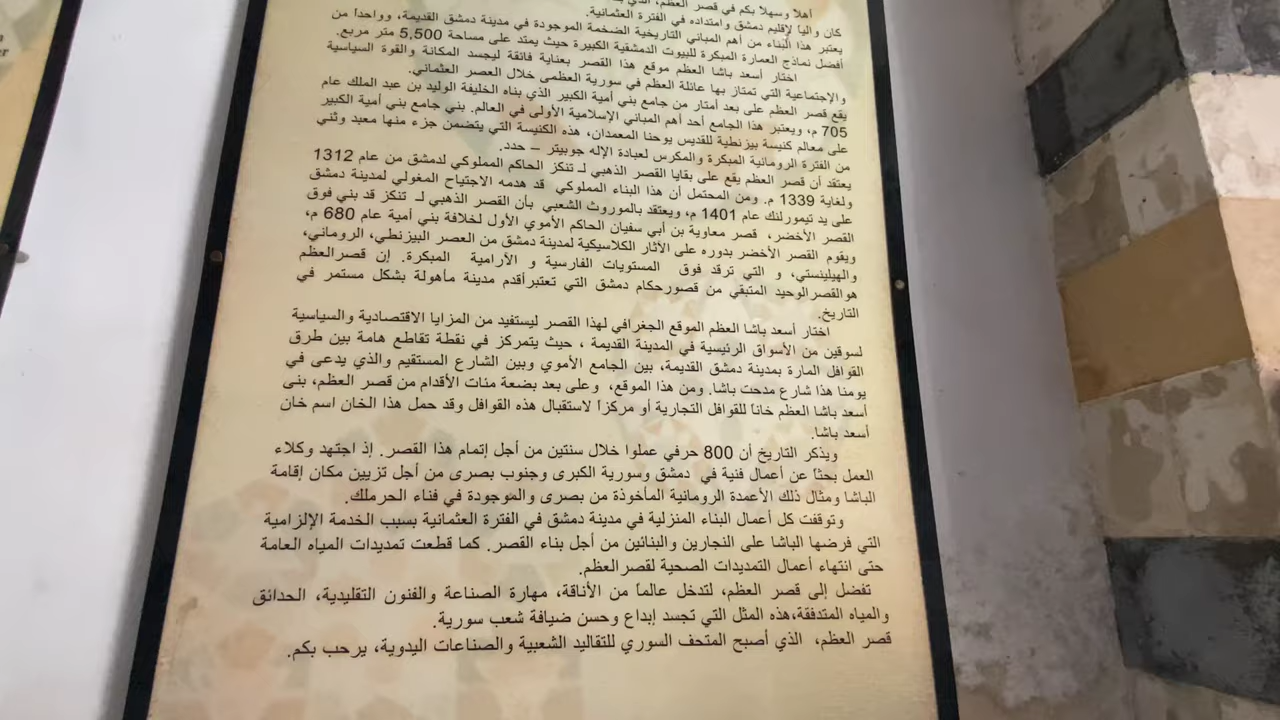 أهلا وسهلا بكم في قصر العظم،
كان والياً لإقليم دمشق وامتداده في الفترة العثمانية.
يعتبر هذا البناء من أهم المباني التاريخية الضخمة الموجودة في مدينة دمشق القديمة، وواحداً من
أفضل نماذج العمارة المبكرة للبيوت الدمشقية الكبيرة حيث يمتد على مساحة 5,500 متر مربع.
اختار أسعد باشا العظم موقع هذا القصر بعناية فائقة ليجسد المكانة والقوة السياسية
والإجتماعية التي تمتاز بها عائلة العظم في سورية العظمى خلال العصر العثماني.
يقع قصر العظم على بعد أمتار من جامع بني أمية الكبير الذي بناه الخليفة الوليد بن عبد الملك عام
705 م، ويعتبر هذا الجامع أحد أهم المباني الإسلامية الأولى في العالم. بني جامع بني أمية الكبير
على معالم كنيسة بيزنطية للقديس يوحنا المعمدان، هذه الكنيسة التي يتضمن جزء منها معبد وثني
من الفترة الرومانية المبكرة والمكرس لعبادة الإله جوبيتر – حدد.
يعتقد أن قصر العظم يقع على بقايا القصر الذهبي لـ تنكز الحاكم المملوكي لدمشق من عام 1312
ولغاية 1339 م. ومن المحتمل أن هذا البناء المملوكي قد هدمه الاجتياح المغولي لمدينة دمشق
على يد تيمورلنك عام 1401 م، ويعتقد بالموروث الشعبي بأن القصر الذهبي لـ تنكز قد بني فوق
القصر الأخضر، قصر معاوية بن أبي سفيان الحاكم الأموي الأول لخلافة بني أمية عام 680 م،
ويقوم القصر الأخضر بدوره على الآثار الكلاسيكية لمدينة دمشق من العصر البيزنطي، الروماني،
والهيلينستي، و التي ترقد فوق المستويات الفارسية و الآرامية المبكرة. إن قصرالعظم
هوالقصرالوحيد المتبقي من قصورحكام دمشق التي تعتبرأقدم مدينة مأهولة بشكل مستمر في
التاريخ.
اختار أسعد باشا العظم الموقع الجغرافي لهذا القصر ليستفيد من المزايا الاقتصادية والسياسية
لسوقين من الأسواق الرئيسية في المدينة القديمة ، حيث يتمركز في نقطة تقاطع هامة بين طرق
القوافل المارة بمدينة دمشق القديمة، بين الجامع الأموي وبين الشارع المستقيم والذي يدعى في
يومنا هذا شارع مدحت باشا. ومن هذا الموقع، وعلى بعد بضعة مئات الأقدام من قصر العظم، بنى
أسعد باشا العظم خاناً للقوافل التجارية أو مركزاً لاستقبال هذه القوافل وقد حمل هذا الخان اسم خان
أسعد باشا.
ويذكر التاريخ أن 800 حرفي عملوا خلال سنتين من أجل إتمام هذا القصر. إذ اجتهد وكلاء
العمل بحثاً عن أعمال فنية في دمشق وسورية الكبرى وجنوب بصرى من أجل تزيين مكان إقامة
الباشا ومثال ذلك الأعمدة الرومانية المأخوذة من بصرى والموجودة في فناء الحرملك.
وتوقفت كل أعمال البناء المنزلية في مدينة دمشق في الفترة العثمانية بسبب الخدمة الإلزامية
التي فرضها الباشا على النجارين والبنائين من أجل بناء القصر. كما قطعت تمديدات المياه العامة
حتى انتهاء أعمال التمديدات الصحية لقصرالعظم.
تفضل إلى قصر العظم، لتدخل عالماً من الأناقة، مهارة الصناعة والفنون التقليدية، الحدائق
والمياه المتدفقة،هذه المثل التي تجسد إبداع وحسن ضيافة شعب سورية.
قصر العظم، الذي أصبح المتحف السوري للتقاليد الشعبية والصناعات اليدوية، يرحب بكم.